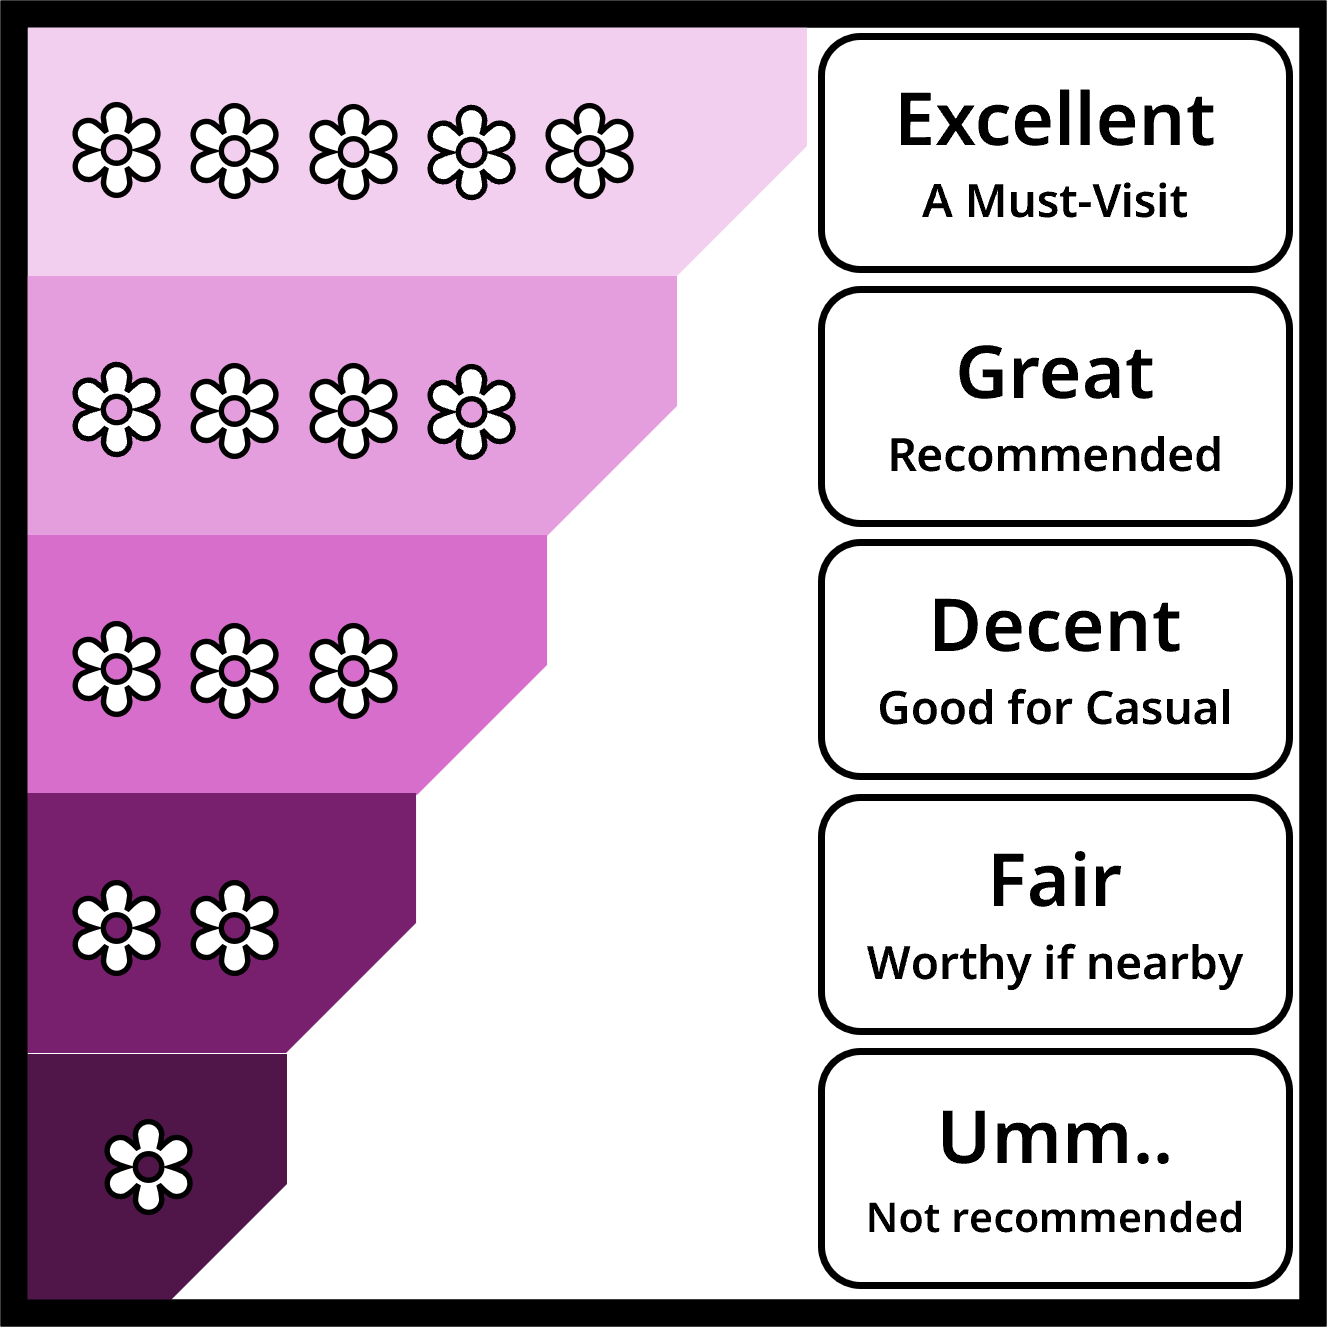 Excellent
A Must-Visit
Great
Recommended
Decent
Good for Casual
Fair
Worthy if nearby
Umm..
Not recommended